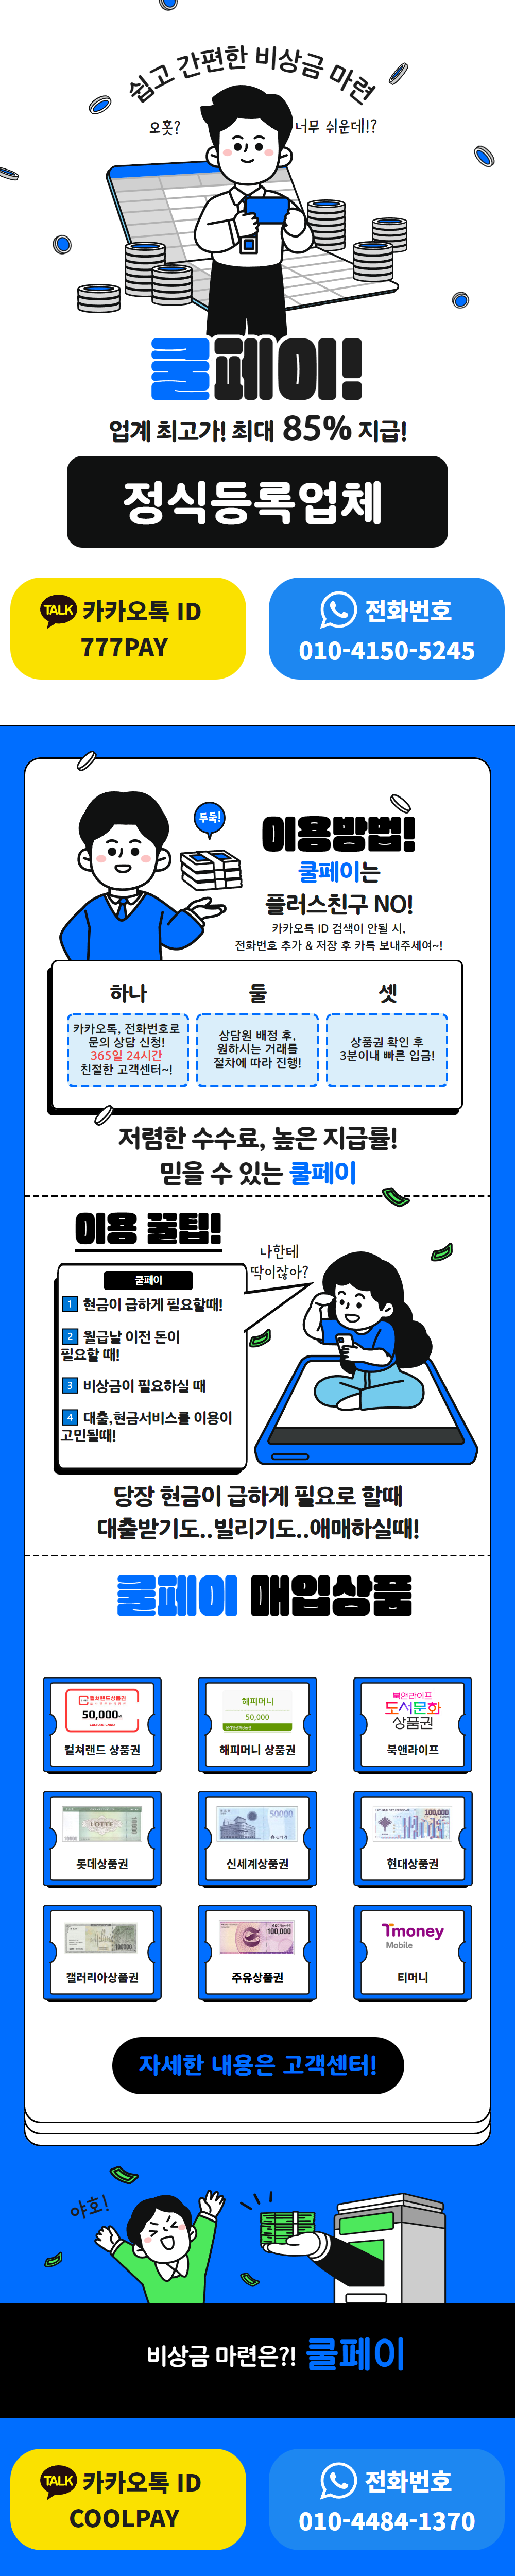 쉽고 간편한 비상금 마련
오홋?
너무 쉬운데!?
쿨페이!
업계 최고가! 최대 85% 지급!
정식등록업체
TALK 카카오톡 ID
777PAY
전화번호
010-4150-5245
두둑!
이용방법!
쿨페이는
플러스친구 NO!
카카오톡 ID 검색이 안될 시,
전화번호 추가 & 저장 후 카톡 보내주세여~!
하나
둘
셋
카카오톡, 전화번호로
문의 상담 신청!
365일 24시간
친절한 고객센터~!
상담원 배정 후,
원하시는 거래를
절차에 따라 진행!
상품권 확인 후
3분이내 빠른 입금!
저렴한 수수료, 높은 지급률!
믿을 수 있는 쿨페이
이용 꿀팁!
나한테
딱이잖아?
쿨페이
1 현금이 급하게 필요할때!
2 월급날 이전 돈이
필요할 때!
3 비상금이 필요하실 때
4 대출,현금서비스를 이용이
고민될때!
당장 현금이 급하게 필요로 할때
대출받기도..빌리기도..애매하실때!
쿨페이 매입상품
컬쳐랜드상품권
50,000원
CULTURE LAND
컬쳐랜드 상품권
해피머니
50,000
해피머니 상품권
북앤라이프
도서문화
상품권
북앤라이프
LOTTE
롯데상품권
50000
신세계상품권
100,000
현대상품권
갤러리아상품권
100,000
주유상품권
Tmoney
Mobile
티머니
자세한 내용은 고객센터!
야호!
비상금 마련은?! 쿨페이
TALK 카카오톡 ID
COOLPAY
전화번호
010-4484-1370